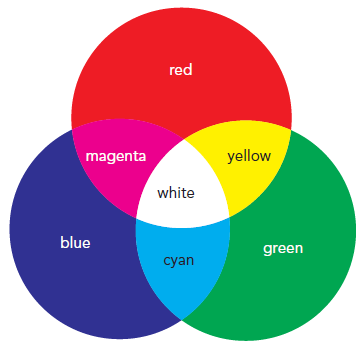 red
magenta
yellow
white
blue
green
cyan